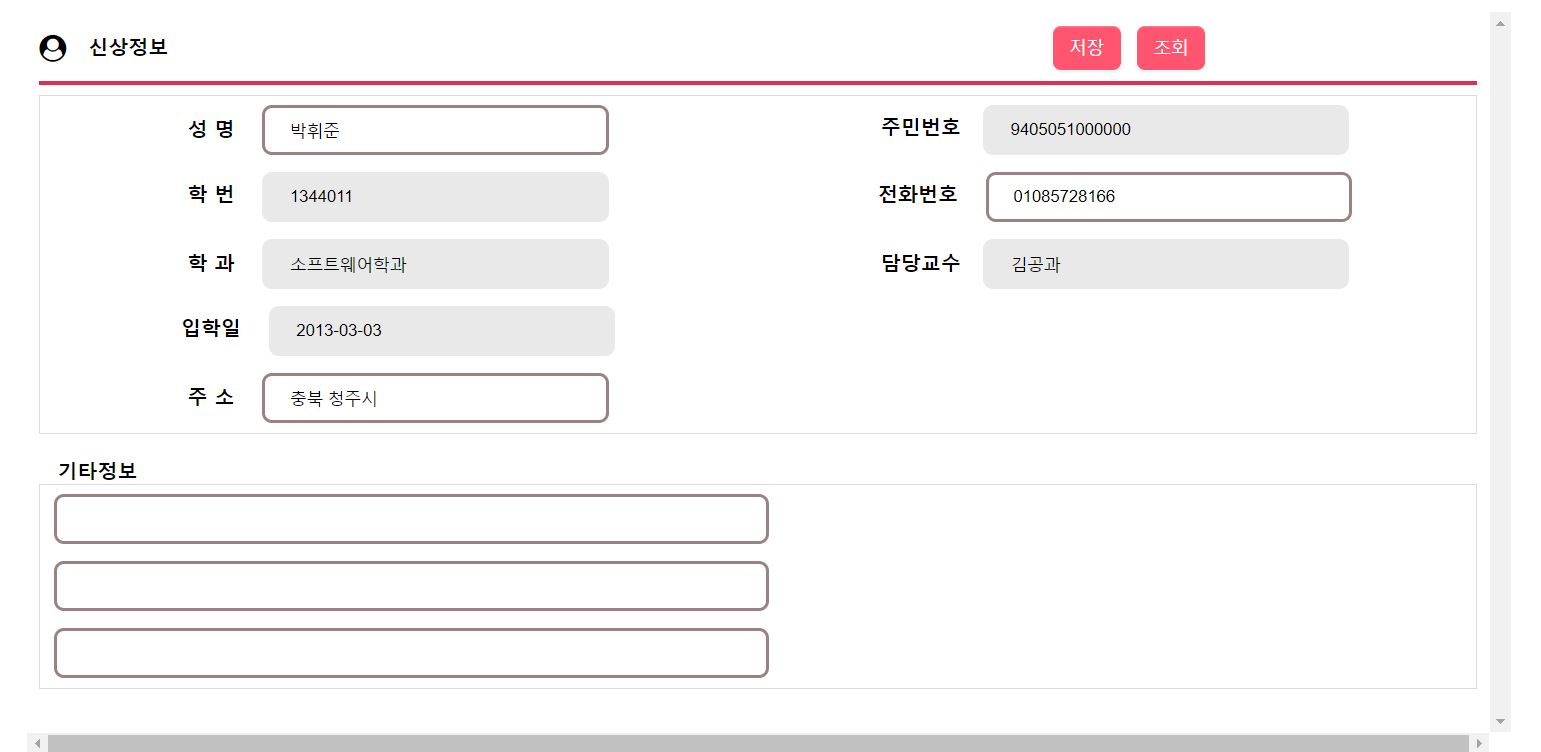 신상정보 저장 조회
성 명 박휘준 주민번호 9405051000000
학 번 1344011 전화번호 01085728166
학 과 소프트웨어학과 담당교수 김공과
입학일 2013-03-03
주 소 충북 청주시
기타정보